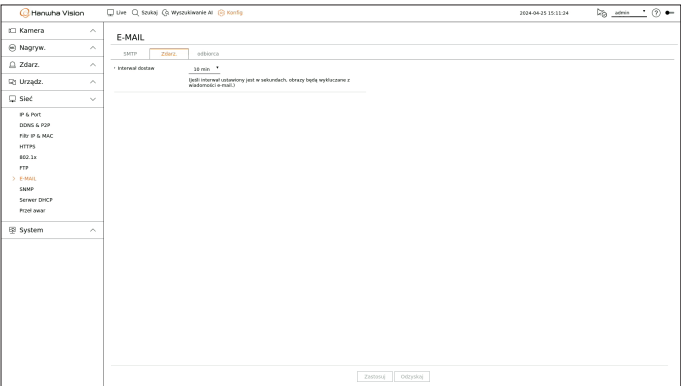 Hanwha Vision
Live Szukaj Wyszukiwanie AI Konfig
2024-04-25 15:11:24
admin
Kamera
Nagryw.
Zdarz.
Urządz.
Sieć
IP & Port
DDNS & P2P
Filtr IP & MAC
HTTPS
802.1x
FTP
E-MAIL
SNMP
Serwer DHCP
Przeł awar
System
E-MAIL
SMTP Zdarz. odbiorca
Interwał dostaw 10 min
(Jeśli interwał ustawiony jest w sekundach, obrazy będą wykluczane z
wiadomości e-mail.)
Zastosuj Odzyskaj